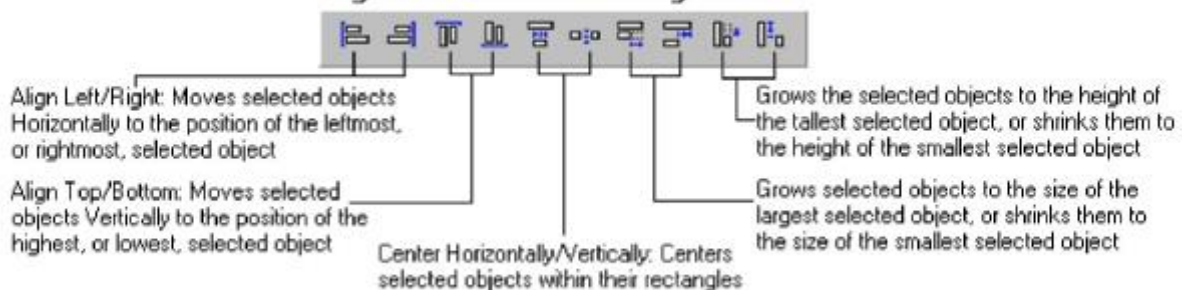 Align Left/Right: Moves selected objects
Horizontally to the position of the leftmost,
or rightmost, selected object
Align Top/Bottom: Moves selected
objects Vertically to the position of the
highest, or lowest, selected object
Center Horizontally/Vertically: Centers
selected objects within their rectangles
Grows the selected objects to the height of
the tallest selected object, or shrinks them to
the height of the smallest selected object
Grows selected objects to the size of the
largest selected object, or shrinks them to
the size of the smallest selected object